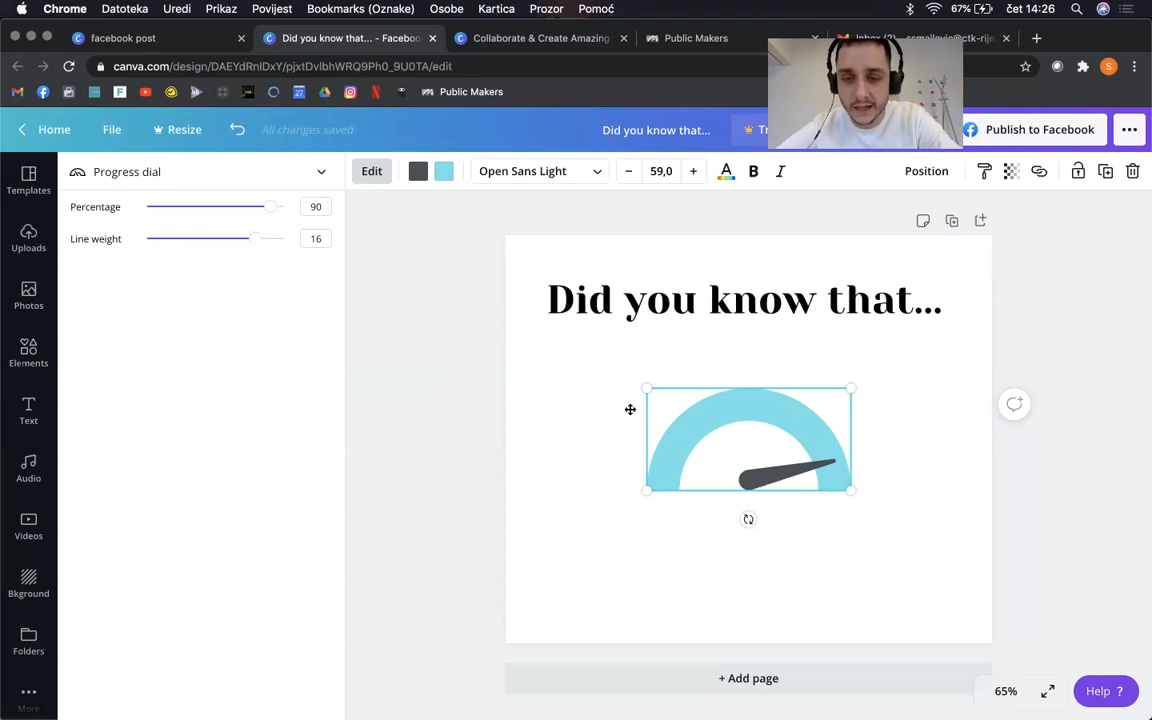 Chrome Datoteka Uredi Prikaz Povijest Bookmarks (Oznake) Osobe Kartica Prozor Pomoć 67% čet 14:26
facebook post Did you know that... - Facebo Collaborate & Create Amazing Public Makers
canva.com/design/DAEYdRnlDxY/pjxtDvlbhWRQ9Ph0_9U0TA/edit S
Public Makers
Home File Resize All changes saved Did you know that... Publish to Facebook
Progress dial Edit Open Sans Light – 59,0 + A B I Position
Percentage 90
Line weight 16
Templates
Uploads
Photos
Elements
Text
Audio
Videos
Bkground
Folders
More
Did you know that...
+ Add page
65% Help ?